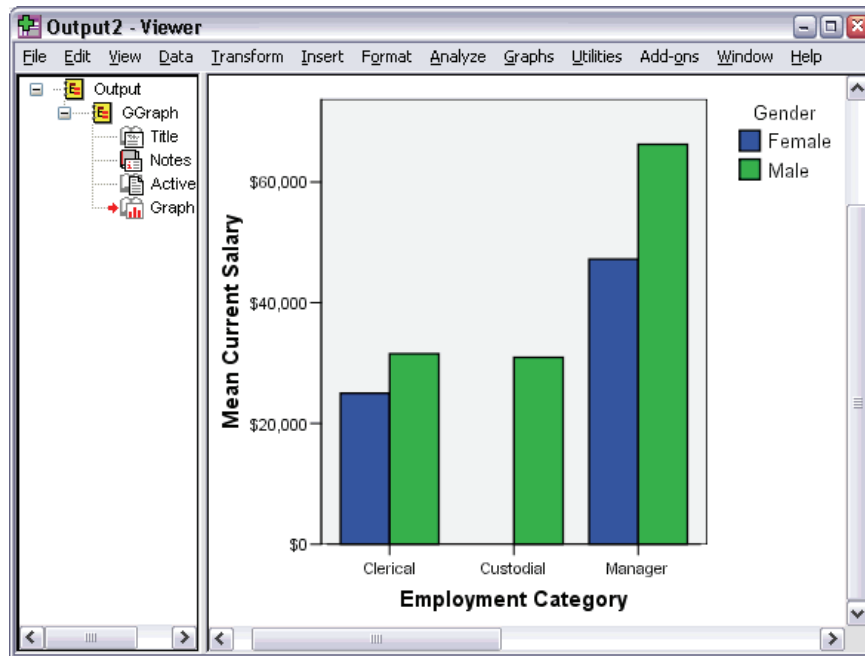 Output2 - Viewer
File Edit View Data Transform Insert Format Analyze Graphs Utilities Add-ons Window Help
Output
GGraph
Title
Notes
Active
Graph
Gender
Female
Male
Mean Current Salary
$60,000
$40,000
$20,000
$0
Clerical Custodial Manager
Employment Category